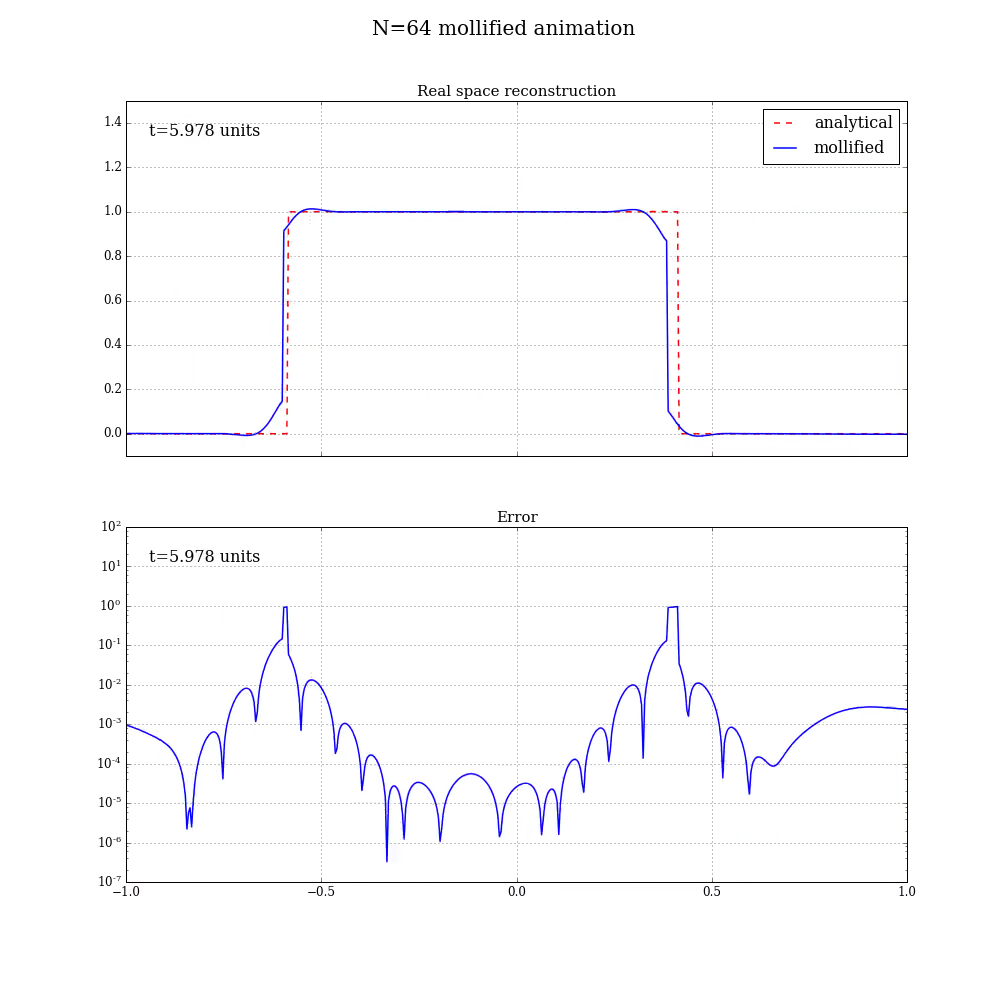 N=64 mollified animation
Real space reconstruction
t=5.978 units
analytical
mollified
1.4
1.2
1.0
0.8
0.6
0.4
0.2
0.0
Error
t=5.978 units
10²
10¹
10⁰
10⁻¹
10⁻²
10⁻³
10⁻⁴
10⁻⁵
10⁻⁶
10⁻⁷
−1.0 −0.5 0.0 0.5 1.0